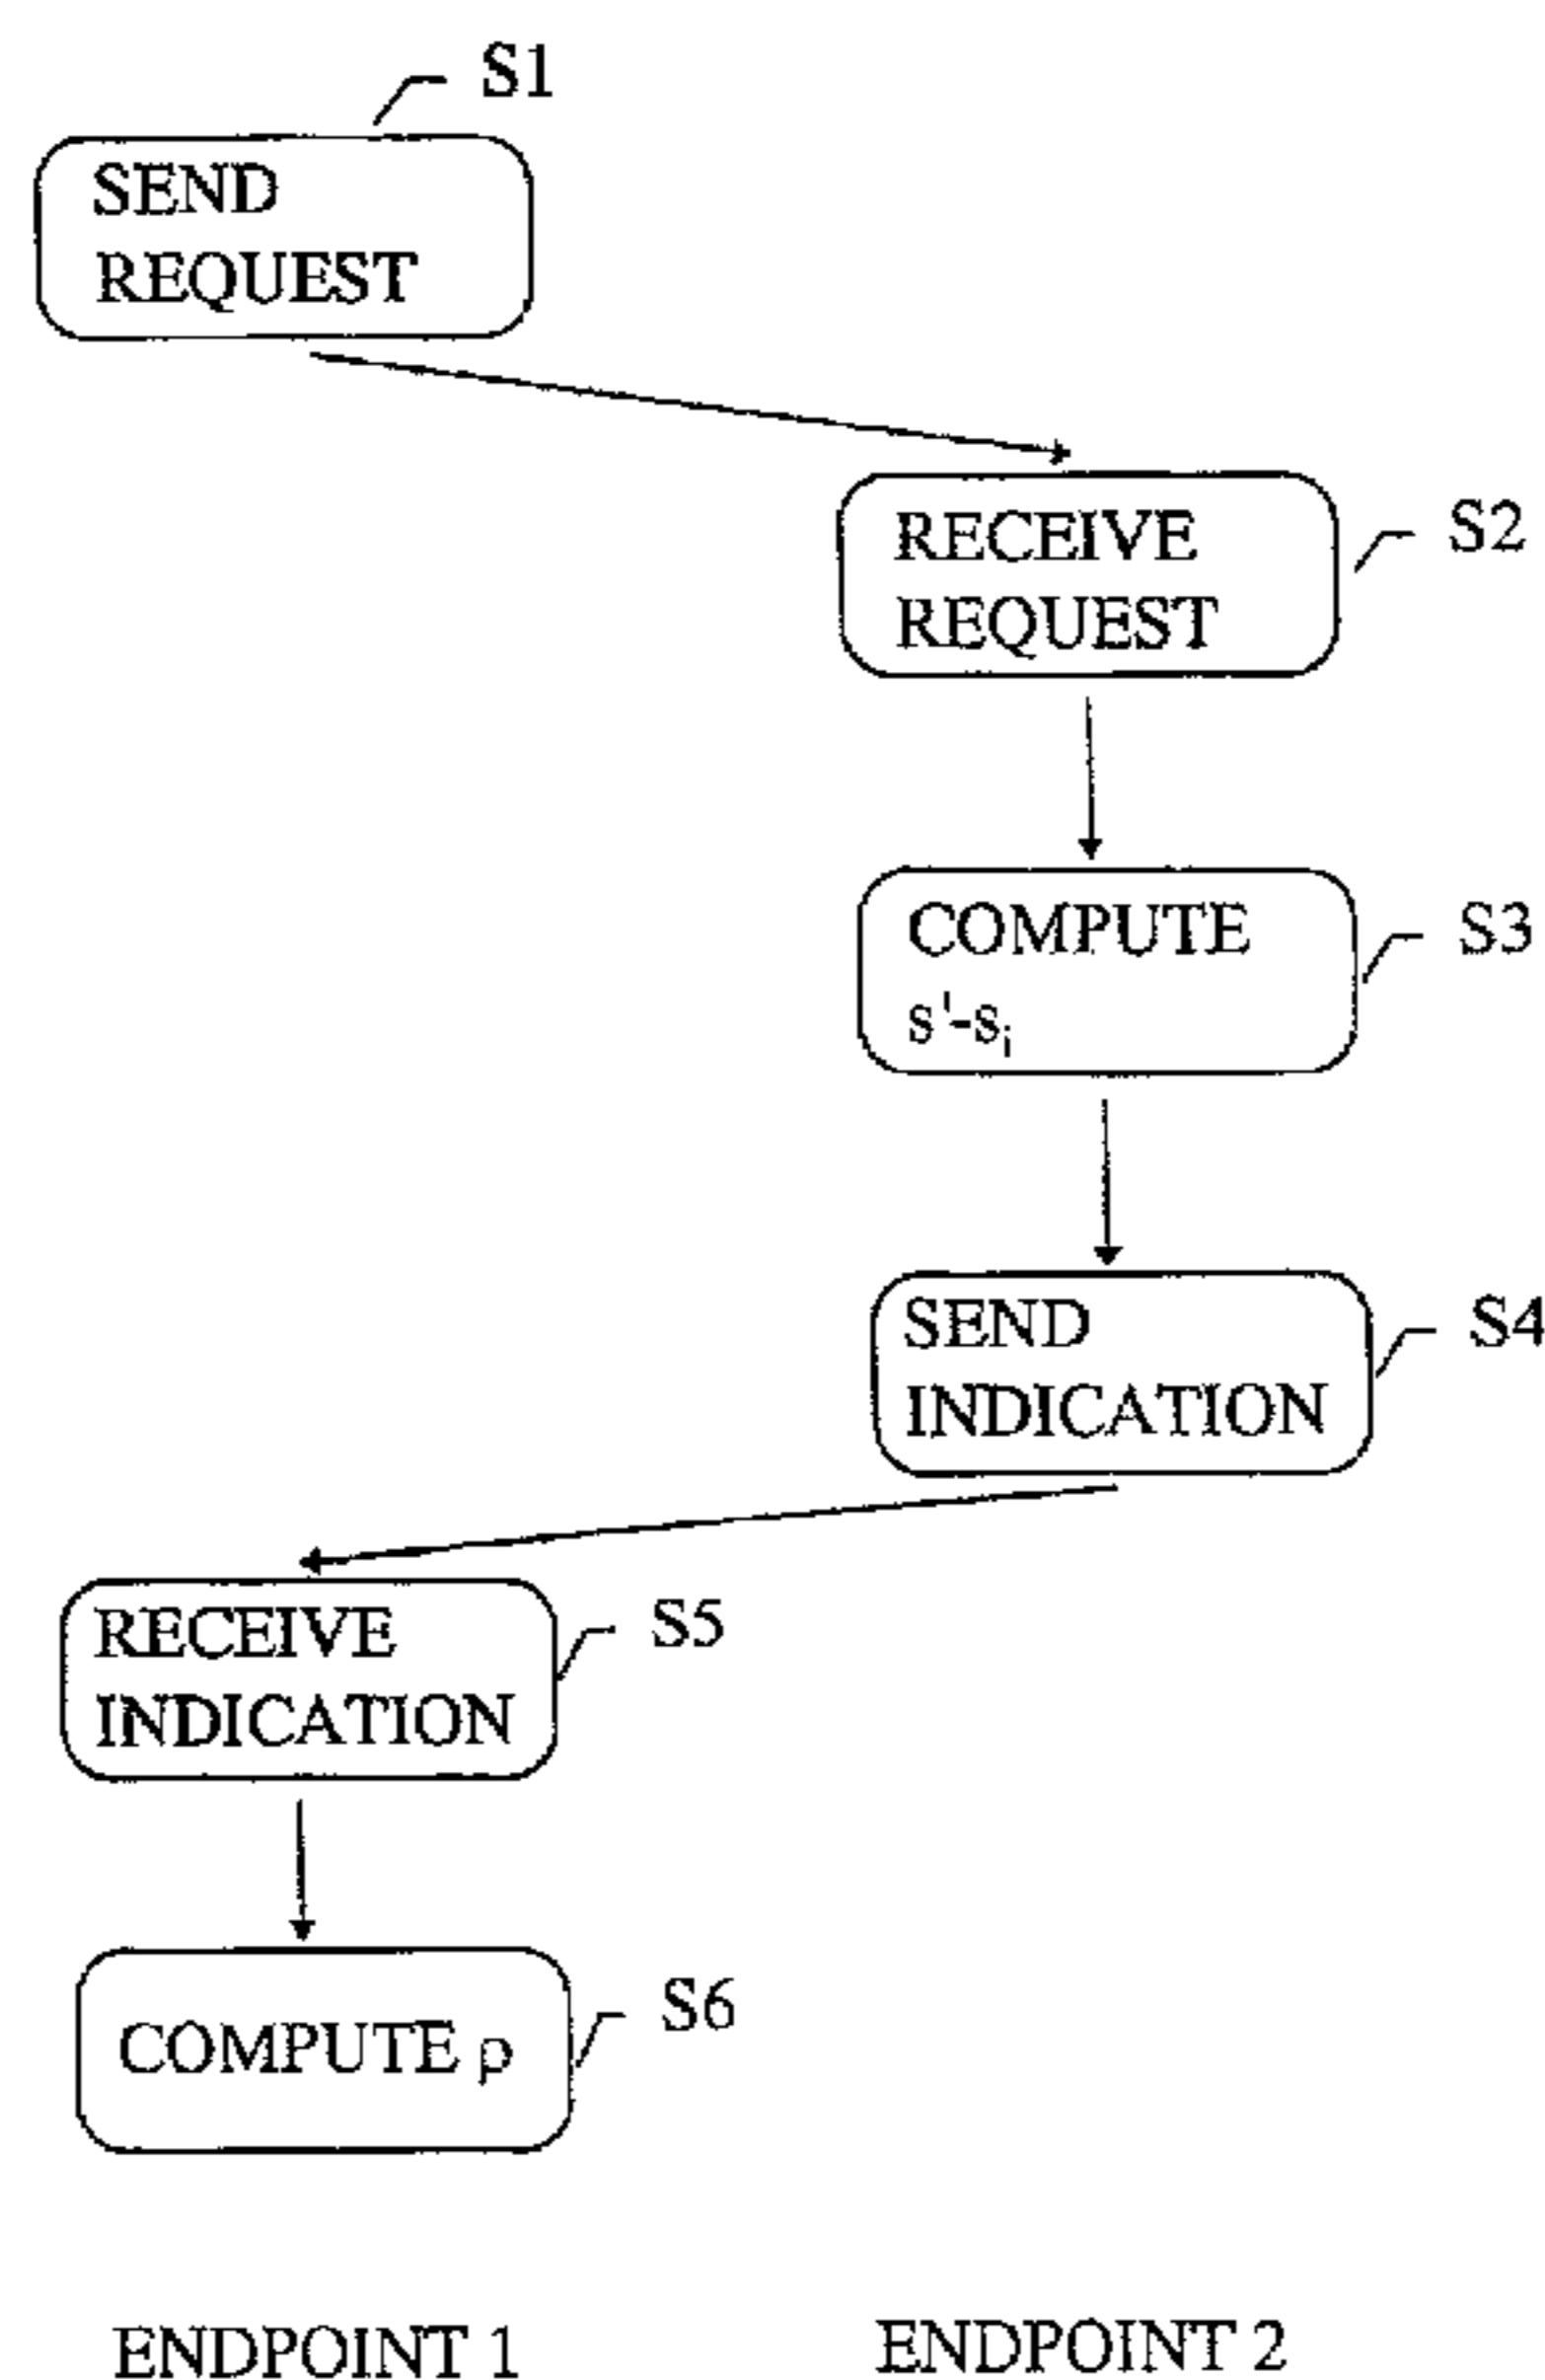 S1
SEND
REQUEST
RECEIVE
REQUEST
S2
COMPUTE
s'-si
S3
SEND
INDICATION
S4
RECEIVE
INDICATION
S5
COMPUTE ρ
S6
ENDPOINT 1
ENDPOINT 2